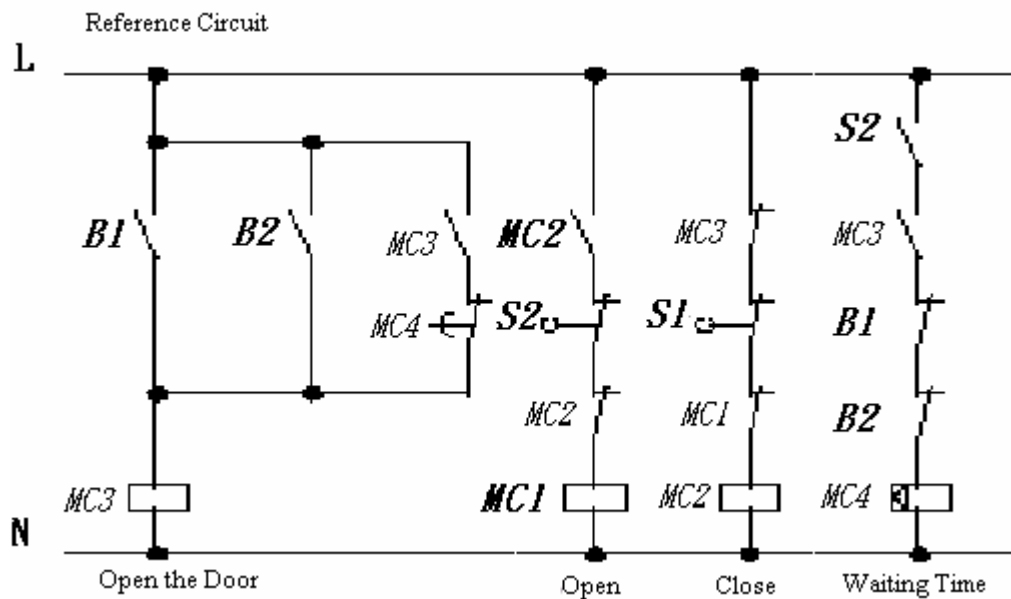 Reference Circuit
L
S2
B1 B2 MC3 MC2 MC3 MC3
MC4 S2 S1 B1
MC2 MC1 B2
MC3 MC1 MC2 MC4
N
Open the Door Open Close Waiting Time